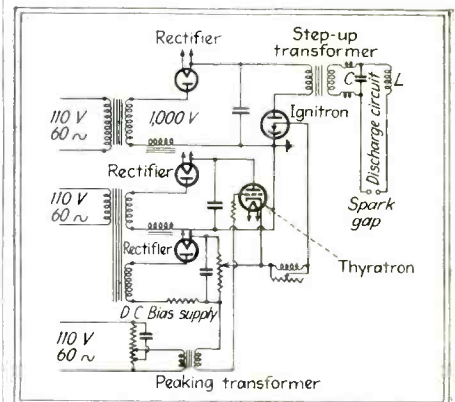 Rectifier
Step-up
transformer
C
L
Discharge circuit
Ignitron
1,000 V
110 V
60 ~
Rectifier
Spark
gap
110 V
60 ~
Rectifier
Thyratron
D C Bias supply
110 V
60 ~
Peaking transformer